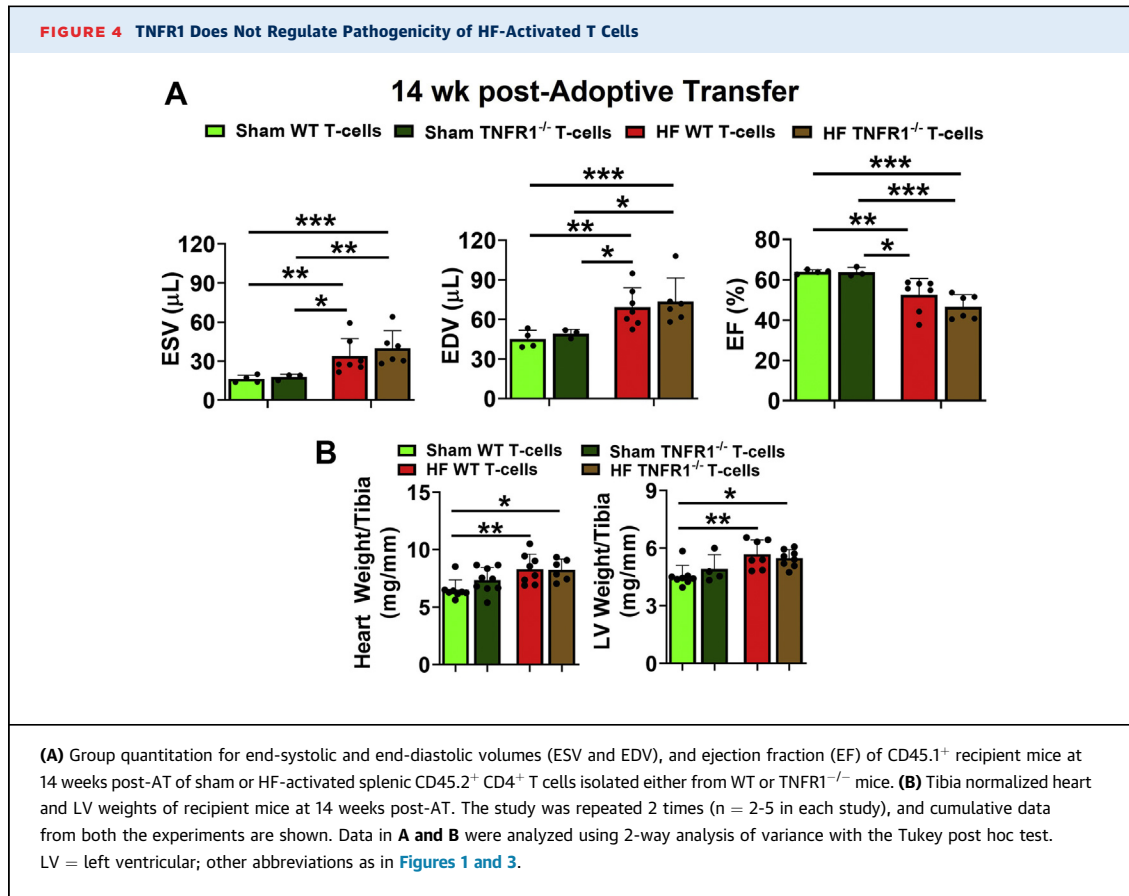 FIGURE 4 TNFR1 Does Not Regulate Pathogenicity of HF-Activated T Cells
A
14 wk post-Adoptive Transfer
Sham WT T-cells Sham TNFR1⁻/⁻ T-cells HF WT T-cells HF TNFR1⁻/⁻ T-cells
***
**
**
*
ESV (μL)
120
90
60
30
0
***
*
**
*
EDV (μL)
120
90
60
30
0
***
***
**
*
EF (%)
80
60
40
20
0
B
Sham WT T-cells Sham TNFR1⁻/⁻ T-cells
HF WT T-cells HF TNFR1⁻/⁻ T-cells
Heart Weight/Tibia
(mg/mm)
15
10
5
0
*
**
LV Weight/Tibia
(mg/mm)
9
6
3
0
*
**
(A) Group quantitation for end-systolic and end-diastolic volumes (ESV and EDV), and ejection fraction (EF) of CD45.1⁺ recipient mice at
14 weeks post-AT of sham or HF-activated splenic CD45.2⁺ CD4⁺ T cells isolated either from WT or TNFR1⁻/⁻ mice. (B) Tibia normalized heart
and LV weights of recipient mice at 14 weeks post-AT. The study was repeated 2 times (n = 2-5 in each study), and cumulative data
from both the experiments are shown. Data in A and B were analyzed using 2-way analysis of variance with the Tukey post hoc test.
LV = left ventricular; other abbreviations as in Figures 1 and 3.